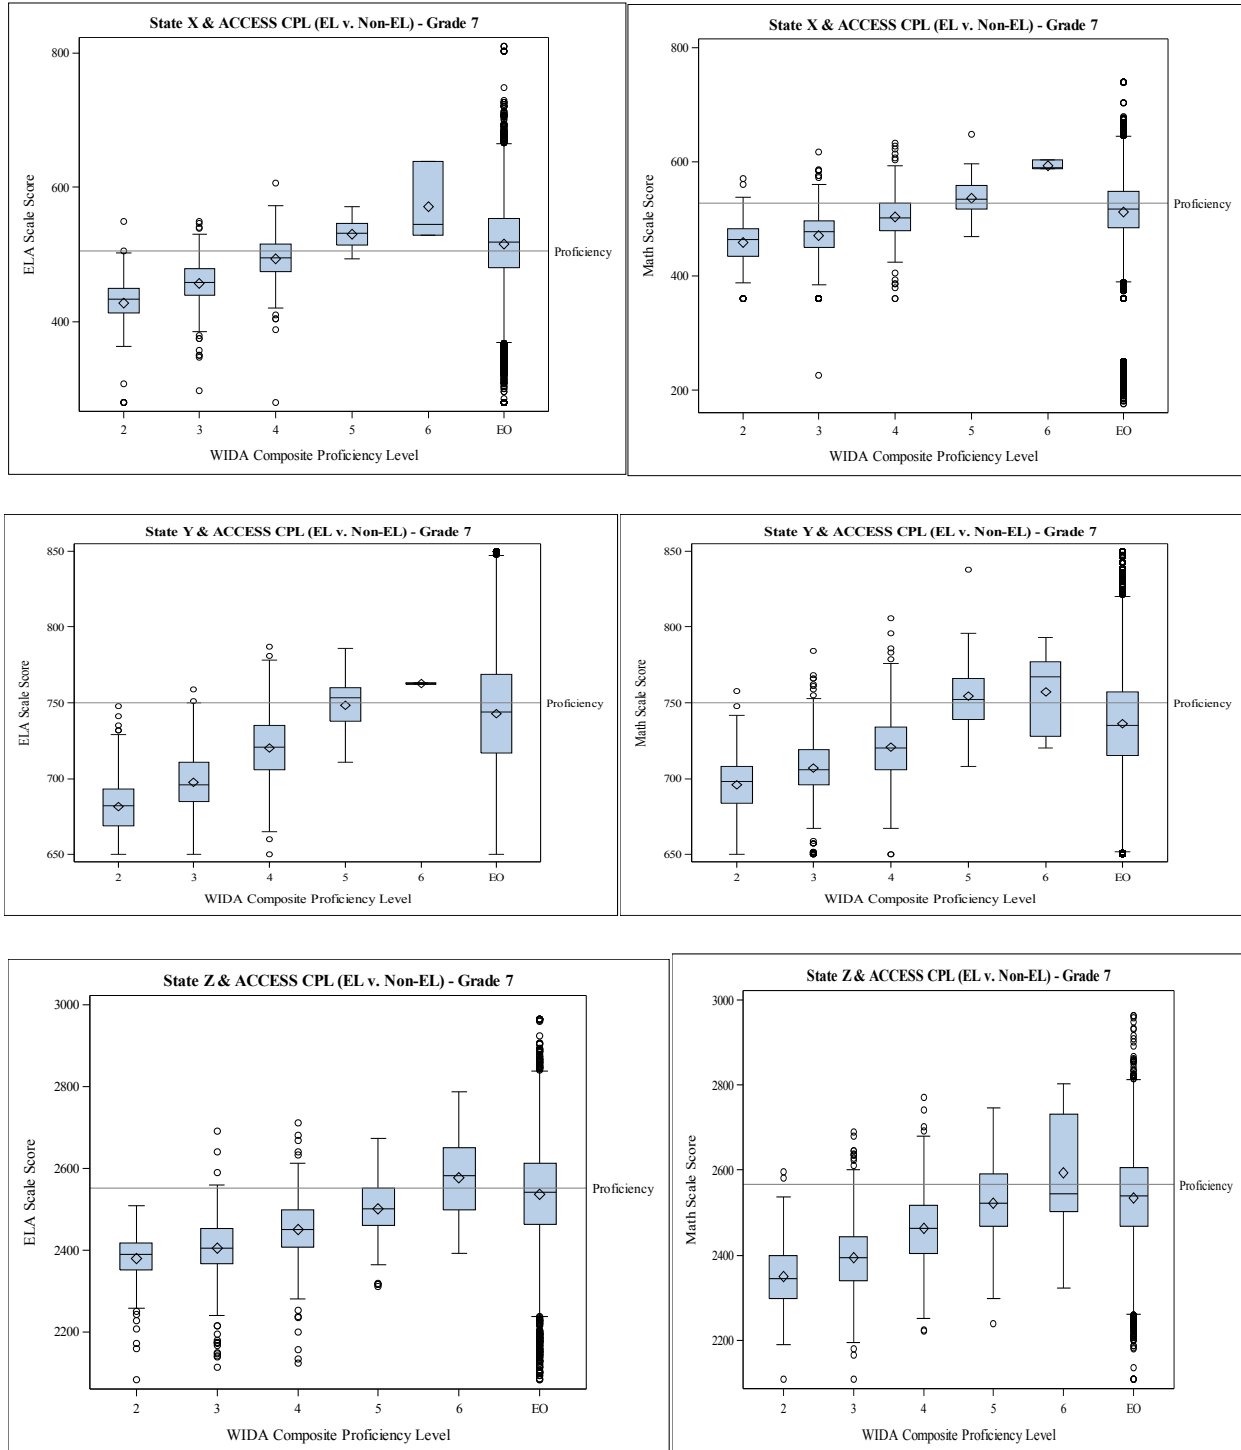 State X & ACCESS CPL (EL v. Non-EL) - Grade 7
800
600
400
ELA Scale Score
Proficiency
2 3 4 5 6 EO
WIDA Composite Proficiency Level
State X & ACCESS CPL (EL v. Non-EL) - Grade 7
800
600
400
200
Math Scale Score
Proficiency
2 3 4 5 6 EO
WIDA Composite Proficiency Level
State Y & ACCESS CPL (EL v. Non-EL) - Grade 7
850
800
750
700
650
ELA Scale Score
Proficiency
2 3 4 5 6 EO
WIDA Composite Proficiency Level
State Y & ACCESS CPL (EL v. Non-EL) - Grade 7
850
800
750
700
650
Math Scale Score
Proficiency
2 3 4 5 6 EO
WIDA Composite Proficiency Level
State Z & ACCESS CPL (EL v. Non-EL) - Grade 7
3000
2800
2600
2400
2200
ELA Scale Score
Proficiency
2 3 4 5 6 EO
WIDA Composite Proficiency Level
State Z & ACCESS CPL (EL v. Non-EL) - Grade 7
3000
2800
2600
2400
2200
Math Scale Score
Proficiency
2 3 4 5 6 EO
WIDA Composite Proficiency Level